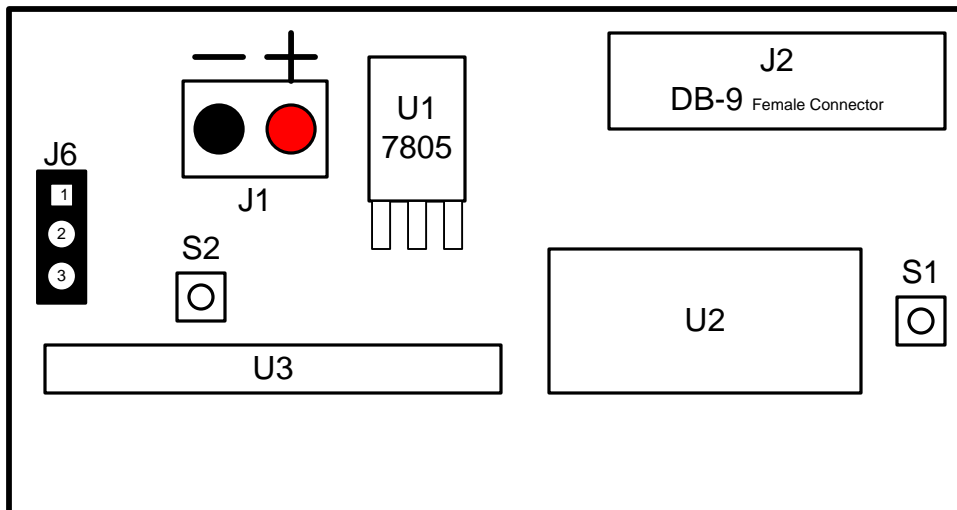 − +
J2
DB-9 Female Connector
U1
7805
J6
1
2
3
J1
S2
S1
U2
U3